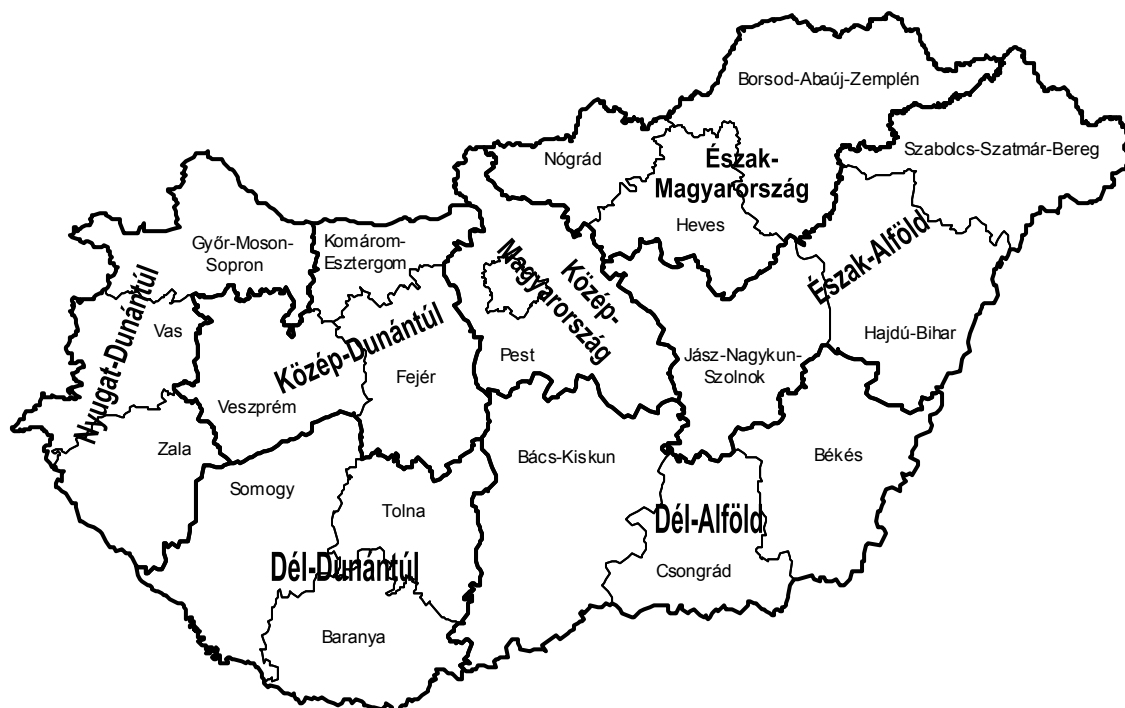 Borsod-Abaúj-Zemplén
Szabolcs-Szatmár-Bereg
Nógrád
Észak-
Magyarország
Heves
Győr-Moson-
Sopron
Komárom-
Esztergom
Közép-
Magyarország
Észak-Alföld
Nyugat-Dunántúl
Vas
Közép-Dunántúl
Pest
Hajdú-Bihar
Jász-Nagykun-
Szolnok
Fejér
Veszprém
Zala
Bács-Kiskun
Békés
Somogy
Tolna
Dél-Alföld
Dél-Dunántúl
Csongrád
Baranya